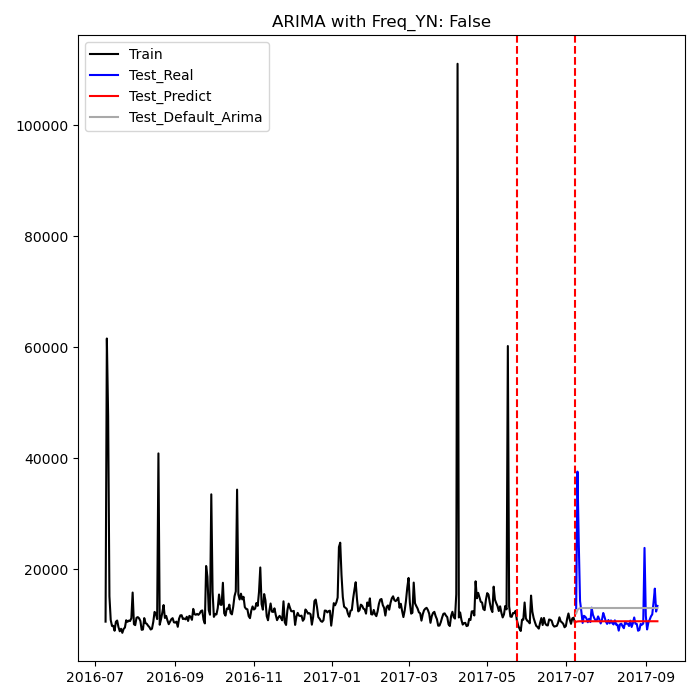 ARIMA with Freq_YN: False
Train
Test_Real
Test_Predict
Test_Default_Arima
100000
80000
60000
40000
20000
2016-07 2016-09 2016-11 2017-01 2017-03 2017-05 2017-07 2017-09